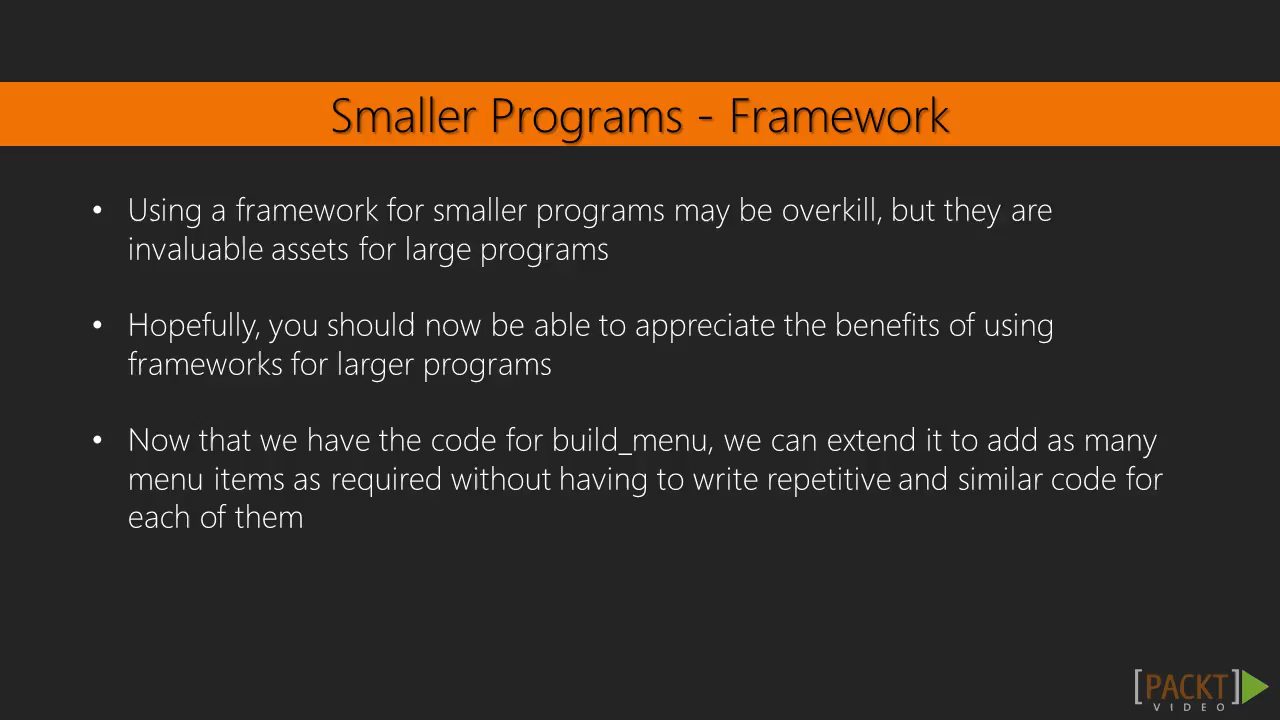 Smaller Programs - Framework
• Using a framework for smaller programs may be overkill, but they are
invaluable assets for large programs
• Hopefully, you should now be able to appreciate the benefits of using
frameworks for larger programs
• Now that we have the code for build_menu, we can extend it to add as many
menu items as required without having to write repetitive and similar code for
each of them
[PACKT]
VIDEO